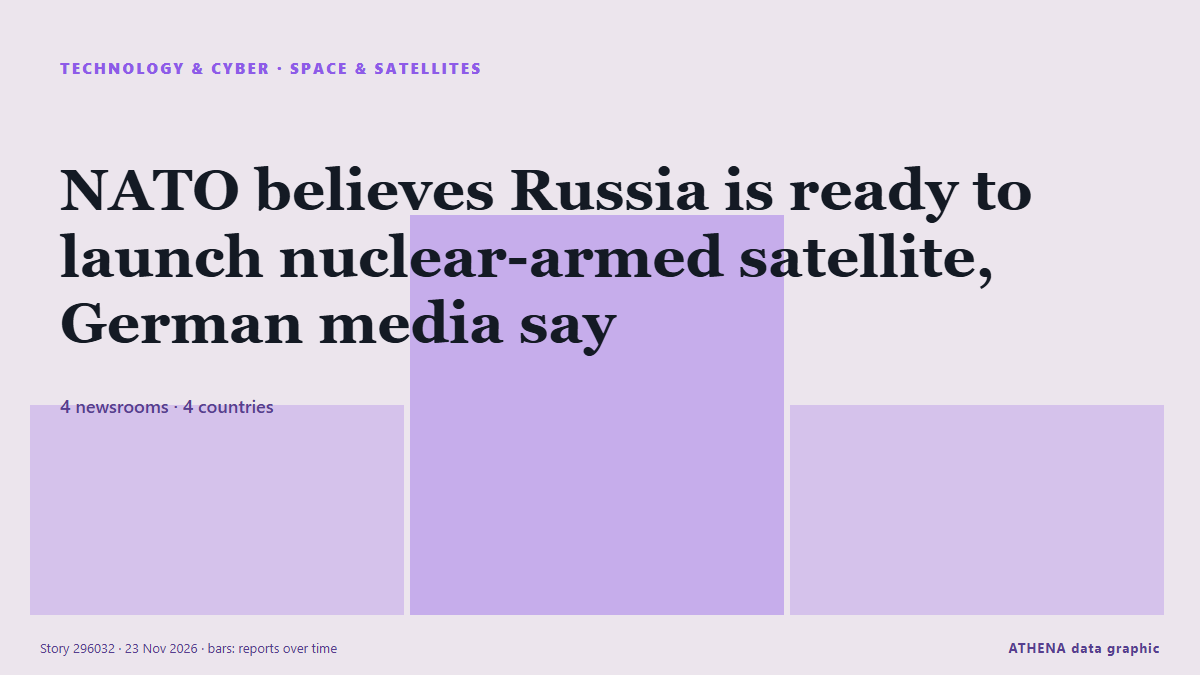 TECHNOLOGY & CYBER · SPACE & SATELLITES
NATO believes Russia is ready to
launch nuclear-armed satellite,
German media say
4 newsrooms · 4 countries
Story 296032 · 23 Nov 2026 · bars: reports over time
ATHENA data graphic